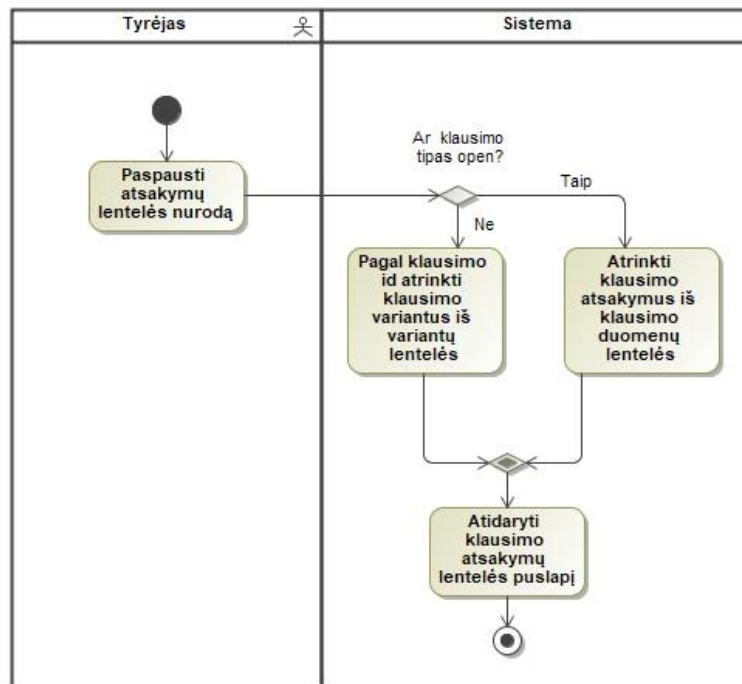 Tyrėjas
Sistema
Ar klausimo
tipas open?
Paspausti
atsakymų
lentelės nurodą
Taip
Ne
Pagal klausimo
id atrinkti
klausimo
variantus iš
variantų
lentelės
Atrinkti
klausimo
atsakymus iš
klausimo
duomenų
lentelės
Atidaryti
klausimo
atsakymų
lentelės puslapį